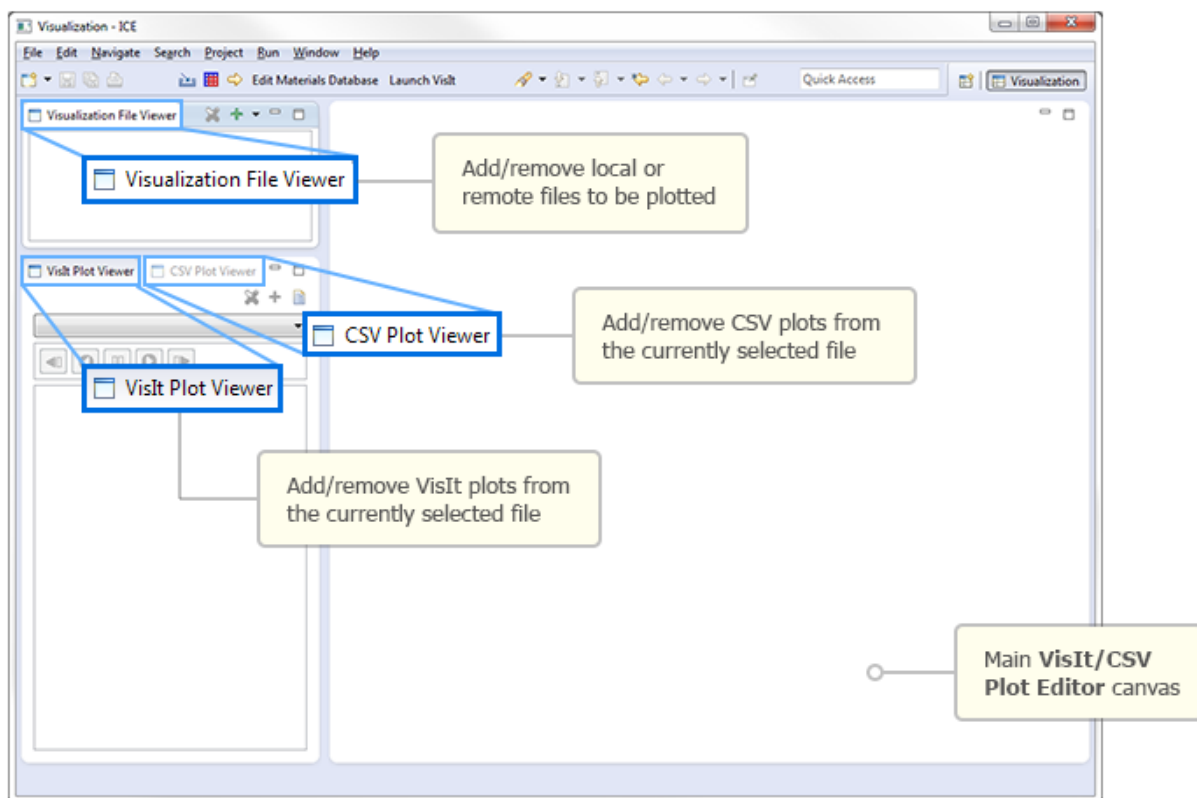 Visualization - ICE
File Edit Navigate Search Project Run Window Help
Edit Materials Database Launch VisIt Quick Access Visualization
Visualization File Viewer
Visualization File Viewer
Add/remove local or
remote files to be plotted
VisIt Plot Viewer CSV Plot Viewer
CSV Plot Viewer
Add/remove CSV plots from
the currently selected file
VisIt Plot Viewer
Add/remove VisIt plots from
the currently selected file
Main VisIt/CSV
Plot Editor canvas